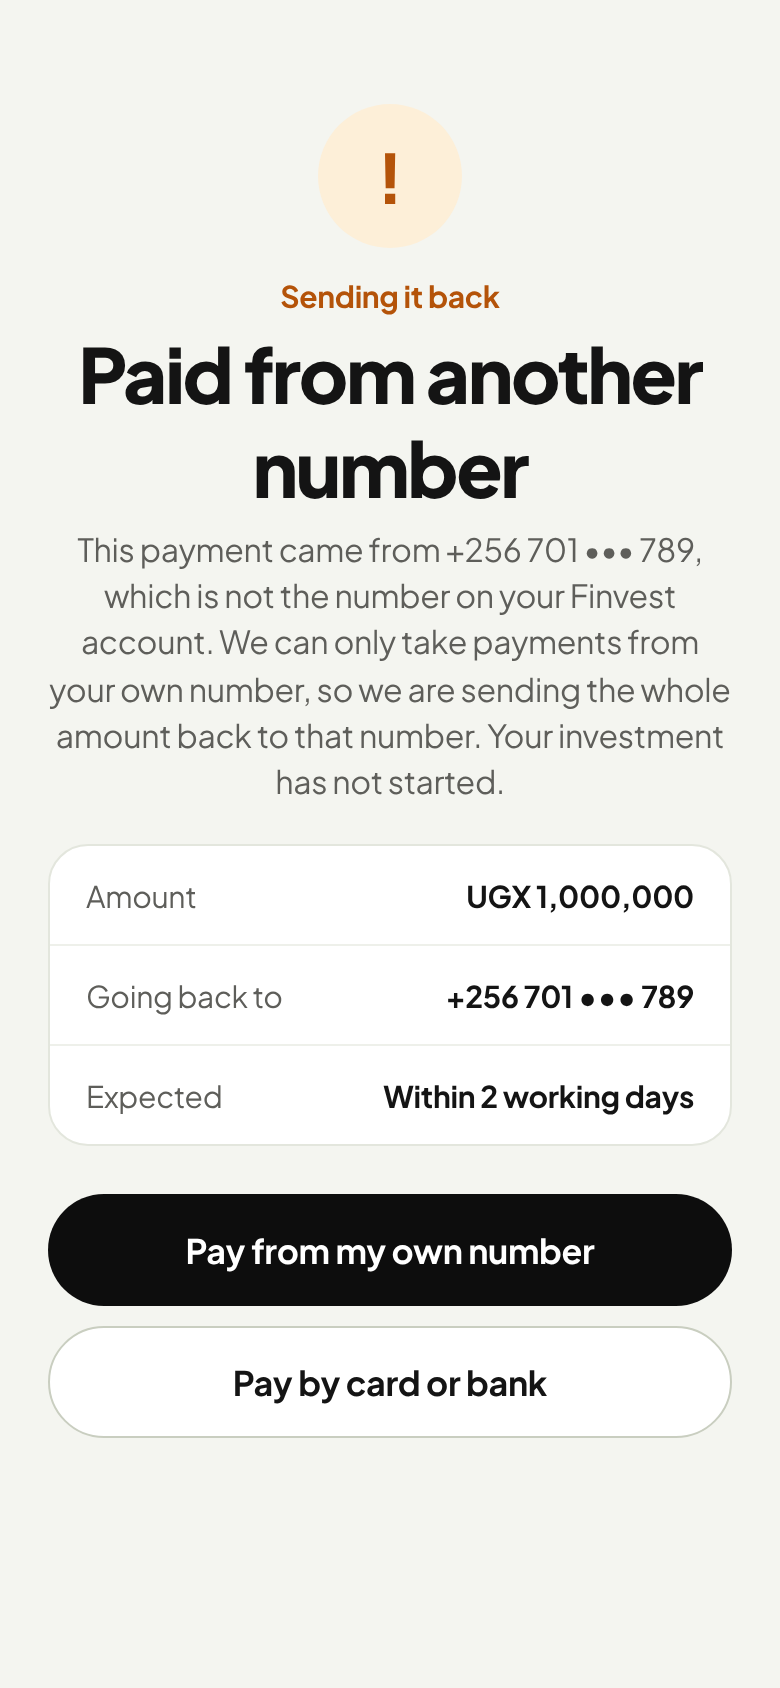 !
Sending it back
Paid from another
number
This payment came from +256 701 ••• 789,
which is not the number on your Finvest
account. We can only take payments from
your own number, so we are sending the whole
amount back to that number. Your investment
has not started.
Amount UGX 1,000,000
Going back to +256 701 ••• 789
Expected Within 2 working days
Pay from my own number
Pay by card or bank